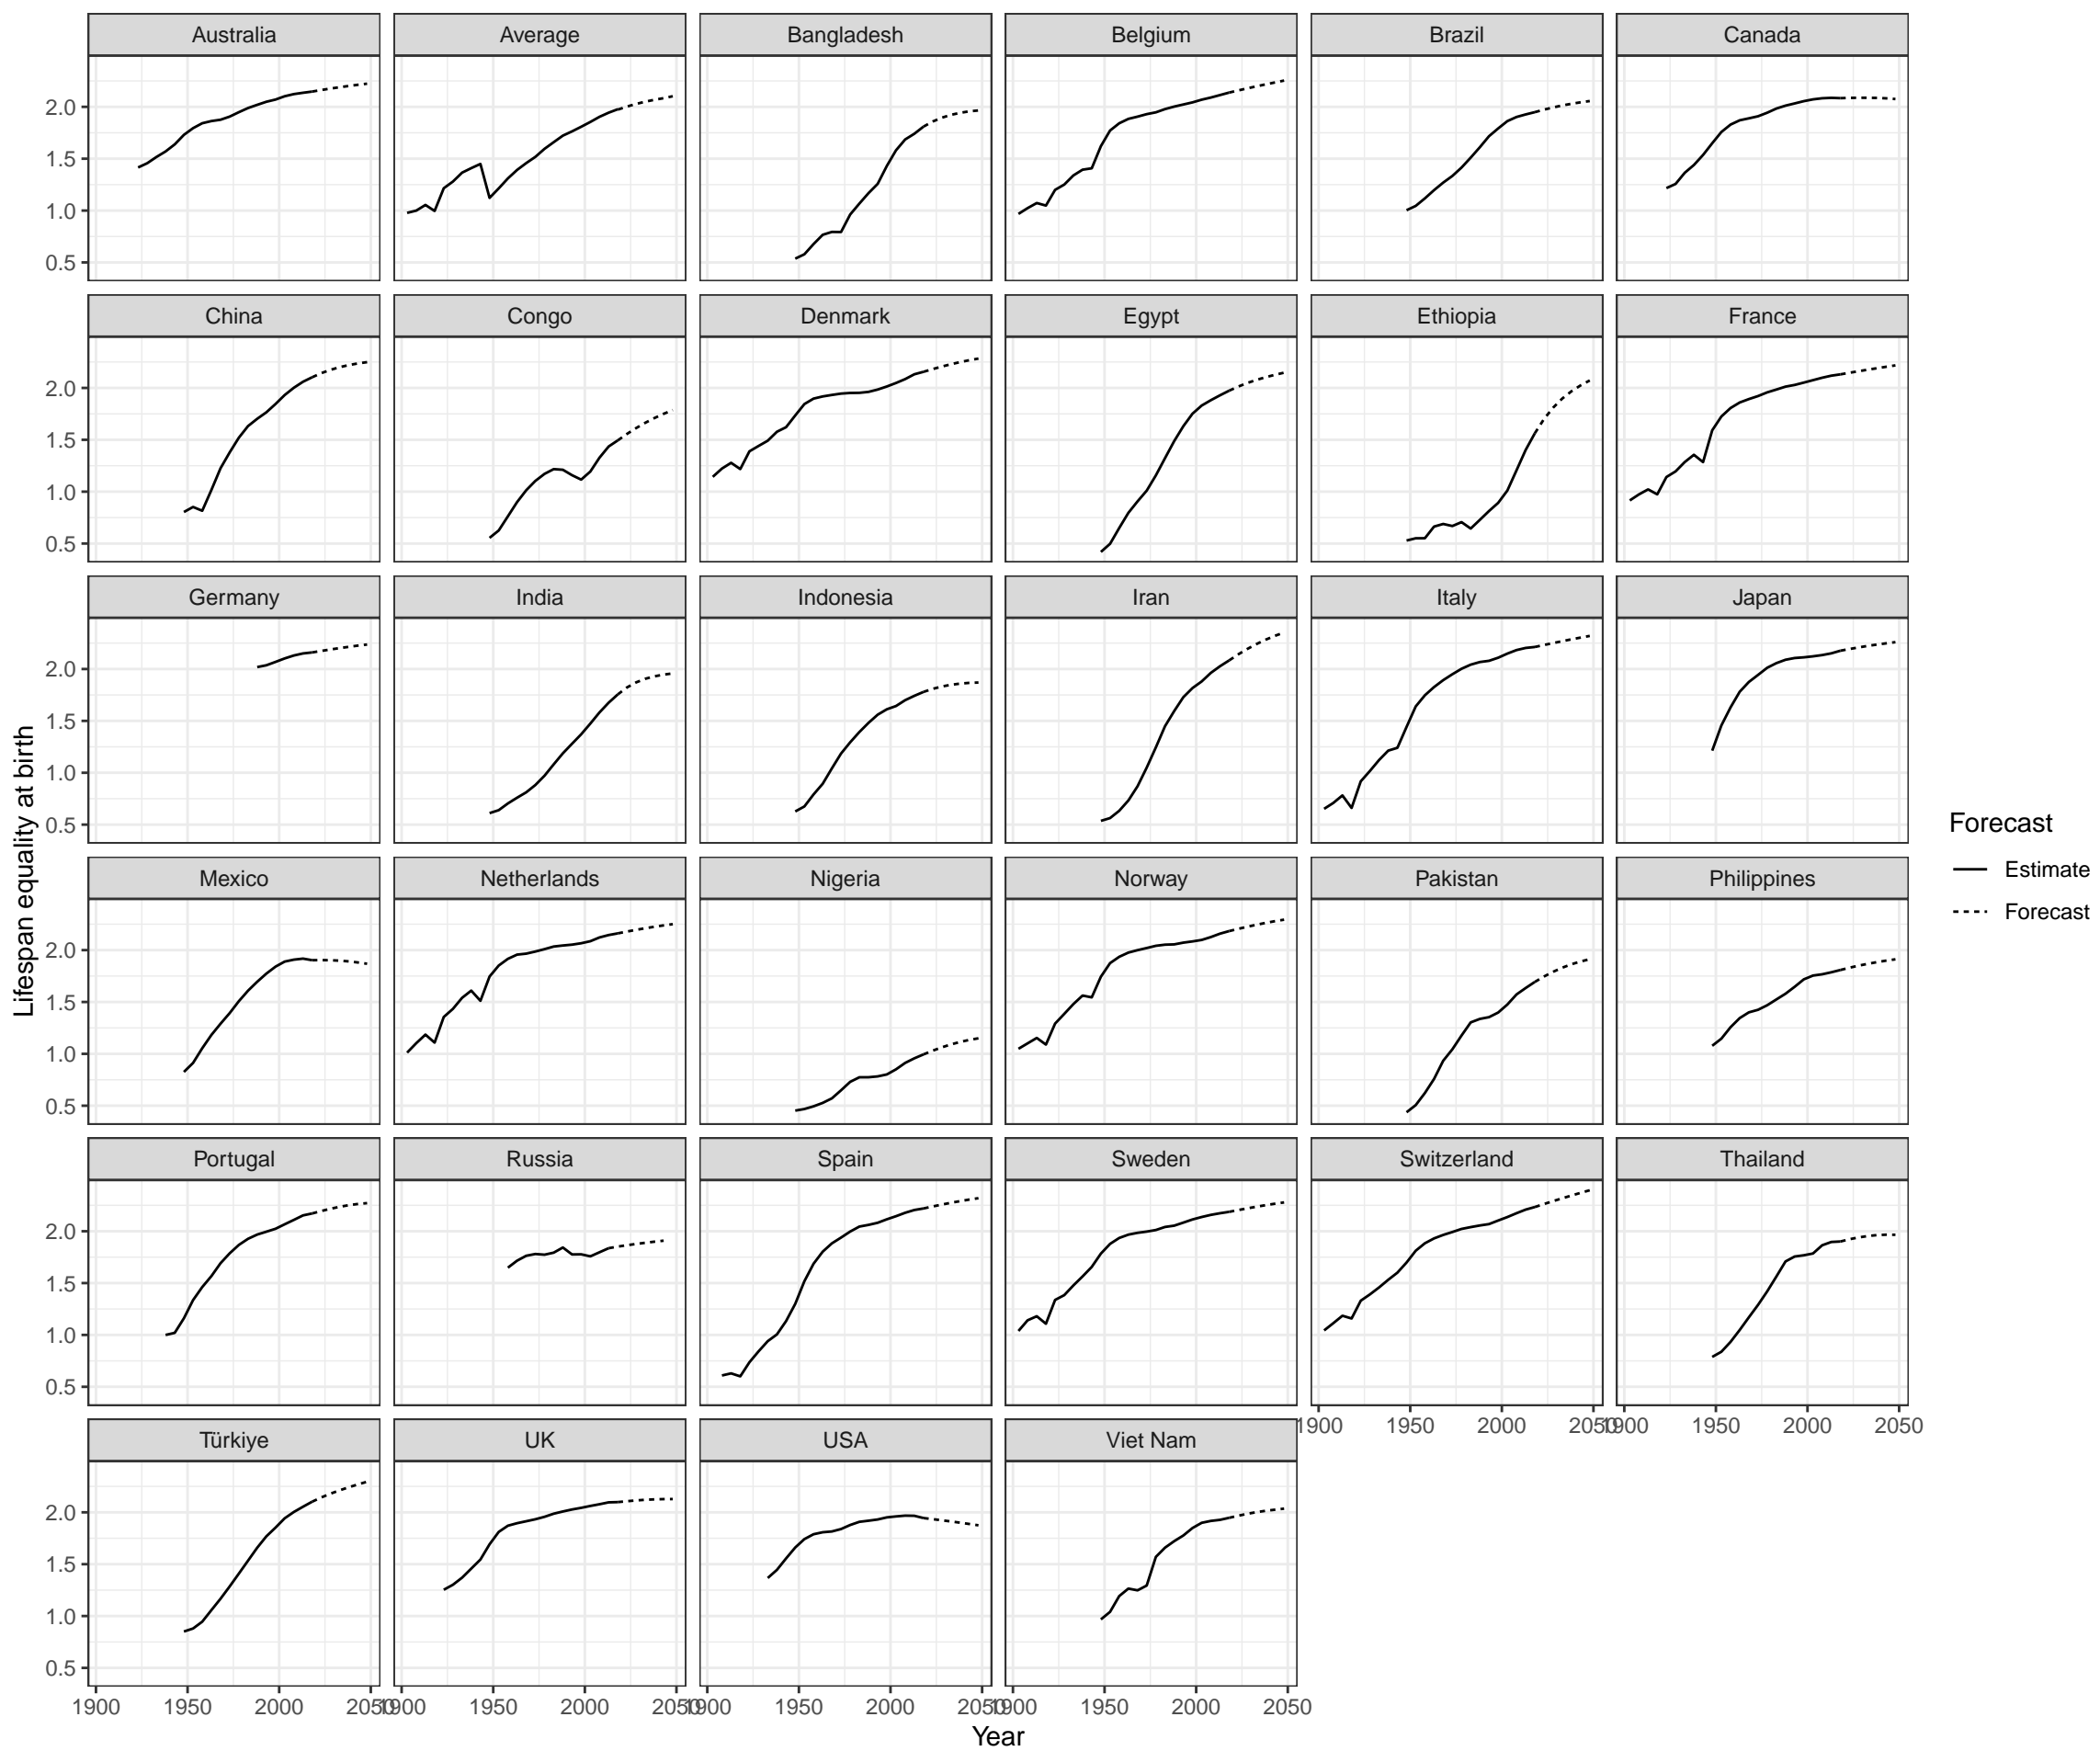 Australia Average Bangladesh Belgium Brazil Canada
2.0
1.5
1.0
0.5
China Congo Denmark Egypt Ethiopia France
2.0
1.5
1.0
0.5
Germany India Indonesia Iran Italy Japan
2.0
1.5
1.0
0.5
Mexico Netherlands Nigeria Norway Pakistan Philippines
2.0
1.5
1.0
0.5
Portugal Russia Spain Sweden Switzerland Thailand
2.0
1.5
1.0
0.5
1900 1950 2000 2050 1900 1950 2000 2050
Türkiye UK USA Viet Nam
2.0
1.5
1.0
0.5
1900 1950 2000 2050 1900 1950 2000 2050 1900 1950 2000 2050 1900 1950 2000 2050
Year
Lifespan equality at birth
Forecast
Estimate
Forecast